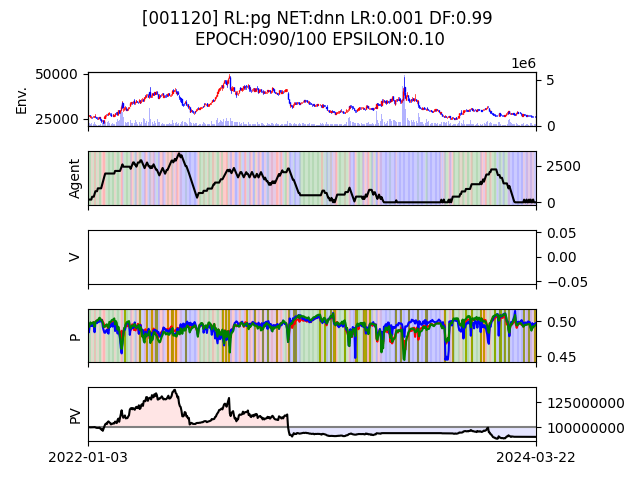 [001120] RL:pg NET:dnn LR:0.001 DF:0.99
EPOCH:090/100 EPSILON:0.10
1e6
50000
25000
Env.
5
0
Agent
2500
0
V
0.05
0.00
−0.05
P
0.50
0.45
PV
125000000
100000000
2022-01-03
2024-03-22